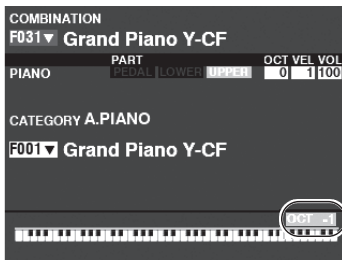 COMBINATION
F031▼ Grand Piano Y-CF
PART OCT VEL VOL
PIANO PEDAL LOWER UPPER 0 1 100
CATEGORY A.PIANO
F001▼ Grand Piano Y-CF
OCT -1